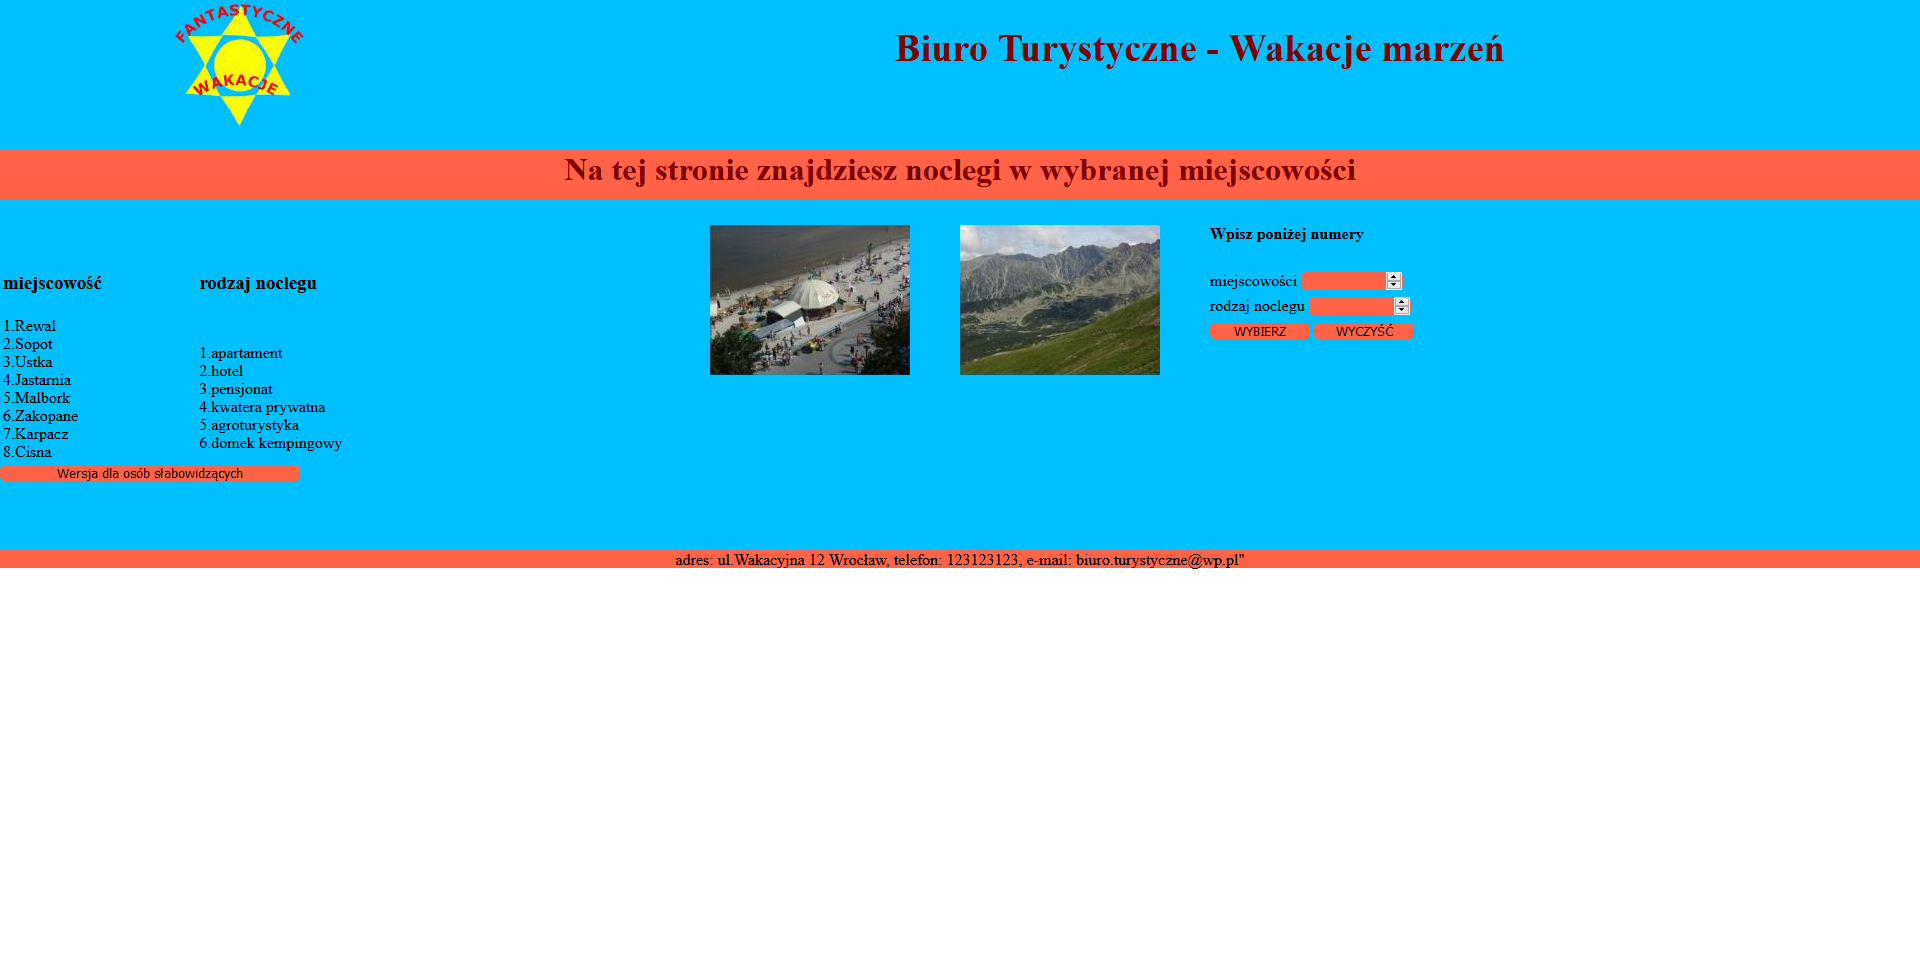 FANTASTYCZNE
WAKACJE
Biuro Turystyczne - Wakacje marzeń
Na tej stronie znajdziesz noclegi w wybranej miejscowości
miejscowość
1.Rewal
2.Sopot
3.Ustka
4.Jastarnia
5.Malbork
6.Zakopane
7.Karpacz
8.Cisna
rodzaj noclegu
1.apartament
2.hotel
3.pensjonat
4.kwatera prywatna
5.agroturystyka
6.domek kempingowy
Wersja dla osób słabowidzących
Wpisz poniżej numery
miejscowości
rodzaj noclegu
WYBIERZ WYCZYŚĆ
adres: ul.Wakacyjna 12 Wrocław, telefon: 123123123, e-mail: biuro.turystyczne@wp.pl"